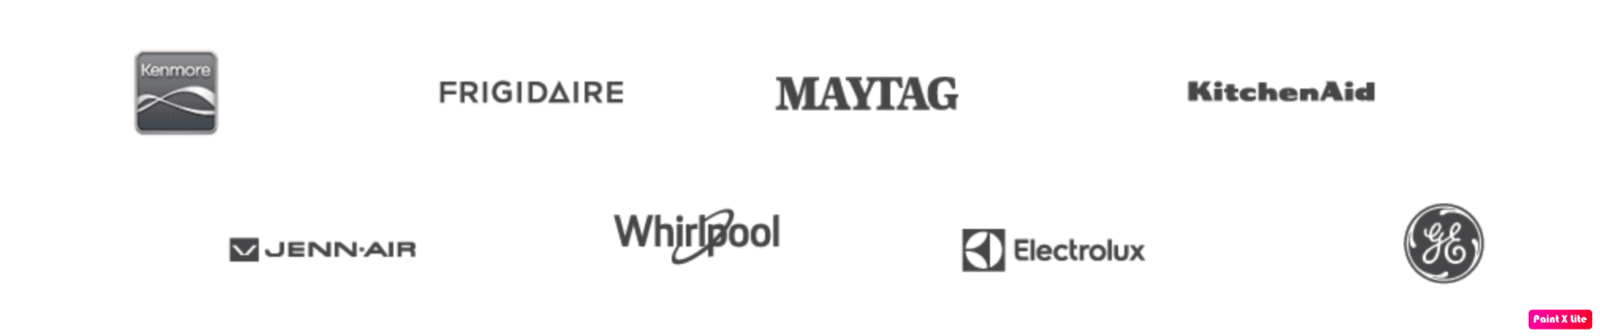 Kenmore
FRIGIDAIRE
MAYTAG
KitchenAid
JENN-AIR
Whirlpool
Electrolux
GE
Paint X Lite